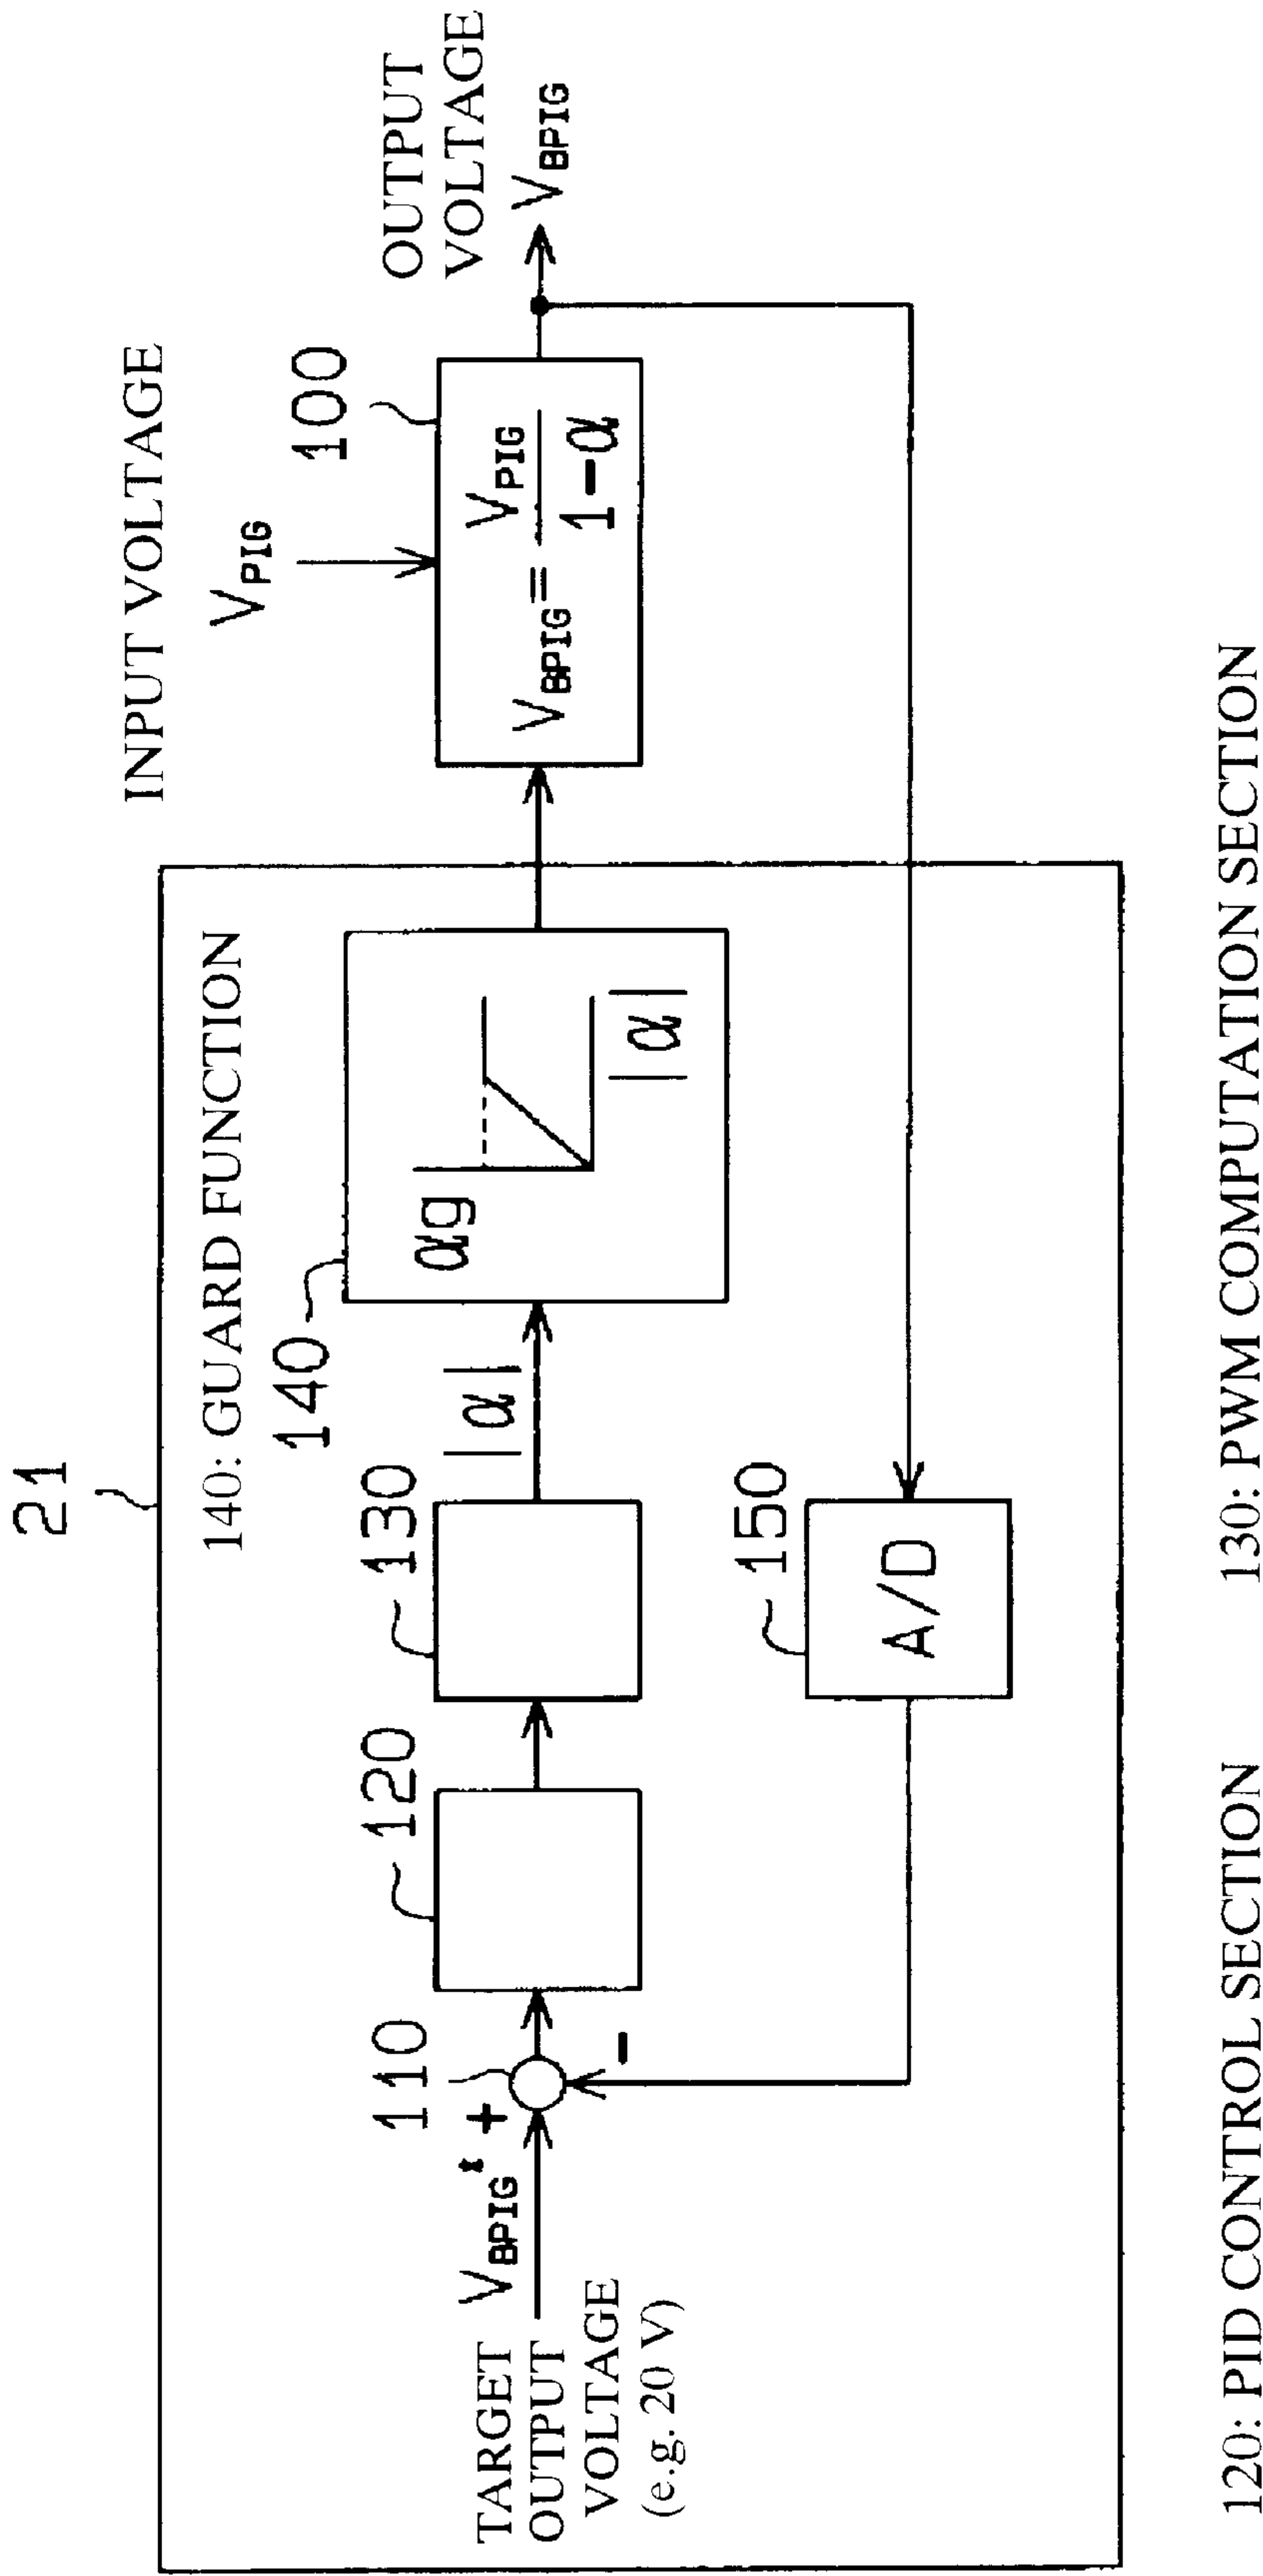 21
INPUT VOLTAGE
V_PIG
OUTPUT
VOLTAGE
V_BPIG
100
V_BPIG = V_PIG / 1-α
140: GUARD FUNCTION
140
αg
|α|
|α|
130
120
110
+
-
V_BPIG*
TARGET
OUTPUT
VOLTAGE
(e.g. 20 V)
150
A/D
120: PID CONTROL SECTION
130: PWM COMPUTATION SECTION